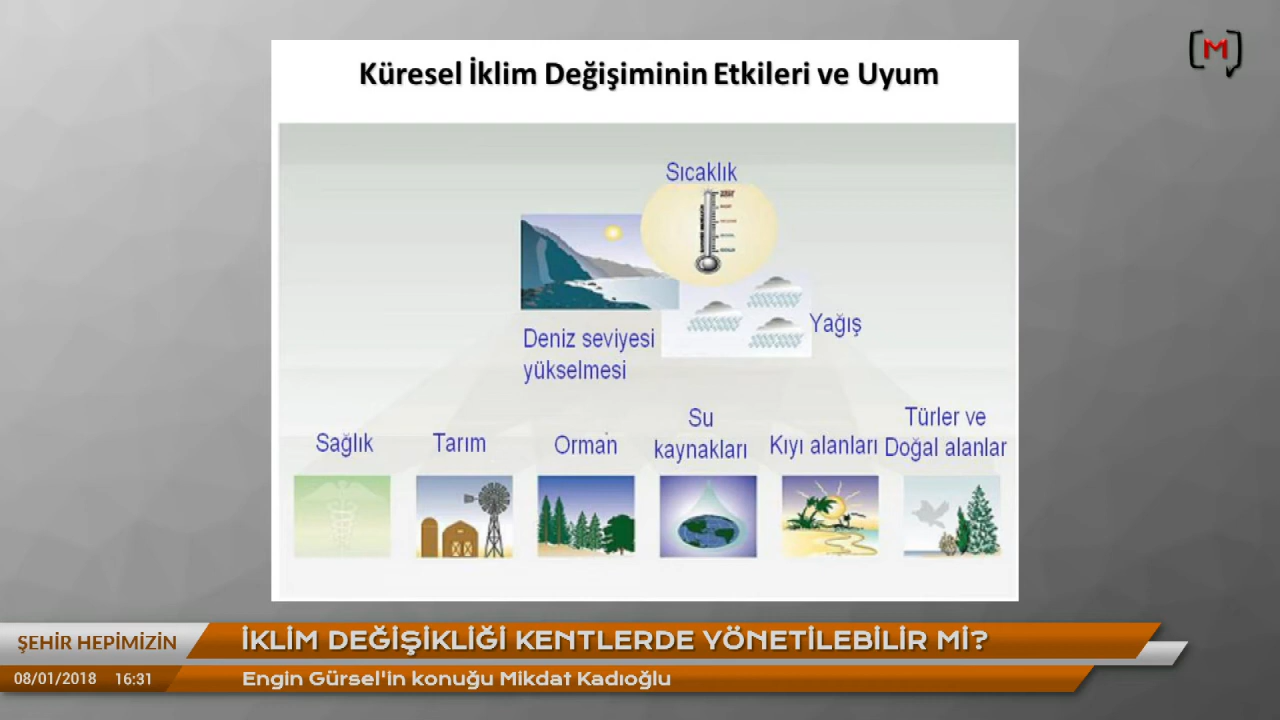 Küresel İklim Değişiminin Etkileri ve Uyum
Sıcaklık
Yağış
Deniz seviyesi
yükselmesi
Sağlık
Tarım
Orman
Su
kaynakları
Kıyı alanları
Türler ve
Doğal alanlar
ŞEHİR HEPİMİZİN
İKLİM DEĞİŞİKLİĞİ KENTLERDE YÖNETİLEBİLİR Mİ?
08/01/2018 16:31
Engin Gürsel'in konuğu Mikdat Kadıoğlu
[M]